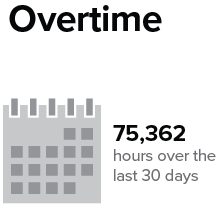 Overtime
75,362
hours over the
last 30 days